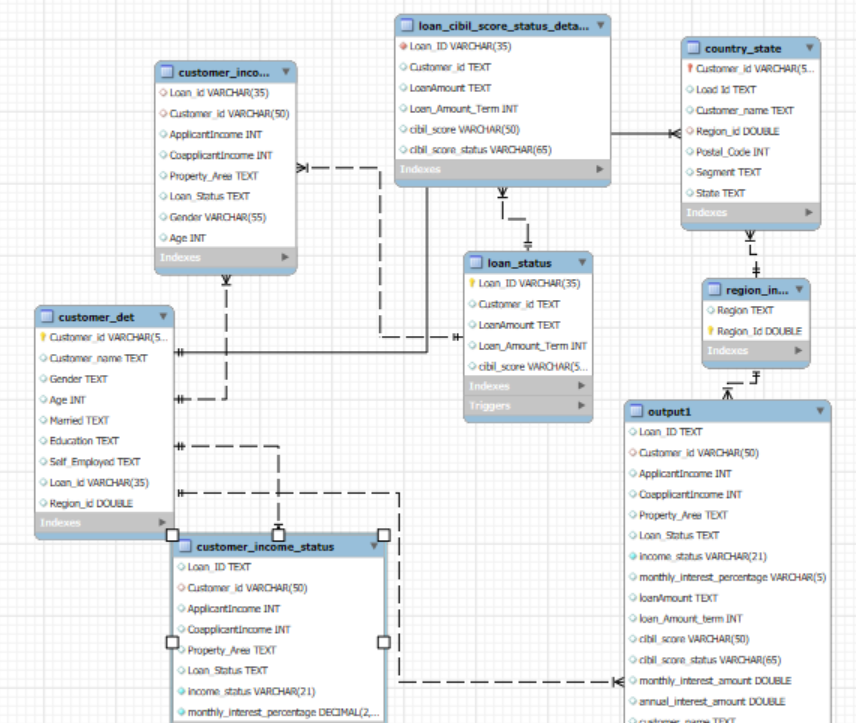 loan_cibil_score_status_deta...
Loan_ID VARCHAR(35)
Customer_id TEXT
LoanAmount TEXT
Loan_Amount_Term INT
cibil_score VARCHAR(50)
cibil_score_status VARCHAR(65)
Indexes
country_state
Customer_id VARCHAR(5...
Load Id TEXT
Customer_name TEXT
Region_id DOUBLE
Postal_Code INT
Segment TEXT
State TEXT
Indexes
customer_inco...
Loan_id VARCHAR(35)
Customer_id VARCHAR(50)
ApplicantIncome INT
CoapplicantIncome INT
Property_Area TEXT
Loan_Status TEXT
Gender VARCHAR(55)
Age INT
Indexes
loan_status
Loan_ID VARCHAR(35)
Customer_id TEXT
LoanAmount TEXT
Loan_Amount_Term INT
cibil_score VARCHAR(5...
Indexes
Triggers
region_in...
Region TEXT
Region_Id DOUBLE
Indexes
customer_det
Customer_id VARCHAR(5...
Customer_name TEXT
Gender TEXT
Age INT
Married TEXT
Education TEXT
Self_Employed TEXT
Loan_id VARCHAR(35)
Region_id DOUBLE
Indexes
customer_income_status
Loan_ID TEXT
Customer_id VARCHAR(50)
ApplicantIncome INT
CoapplicantIncome INT
Property_Area TEXT
Loan_Status TEXT
income_status VARCHAR(21)
monthly_interest_percentage DECIMAL(2,...
output1
Loan_ID TEXT
Customer_id VARCHAR(50)
ApplicantIncome INT
CoapplicantIncome INT
Property_Area TEXT
Loan_Status TEXT
income_status VARCHAR(21)
monthly_interest_percentage VARCHAR(5)
loanAmount TEXT
loan_Amount_term INT
cibil_score VARCHAR(50)
cibil_score_status VARCHAR(65)
monthly_interest_amount DOUBLE
annual_interest_amount DOUBLE
customer_name TEXT